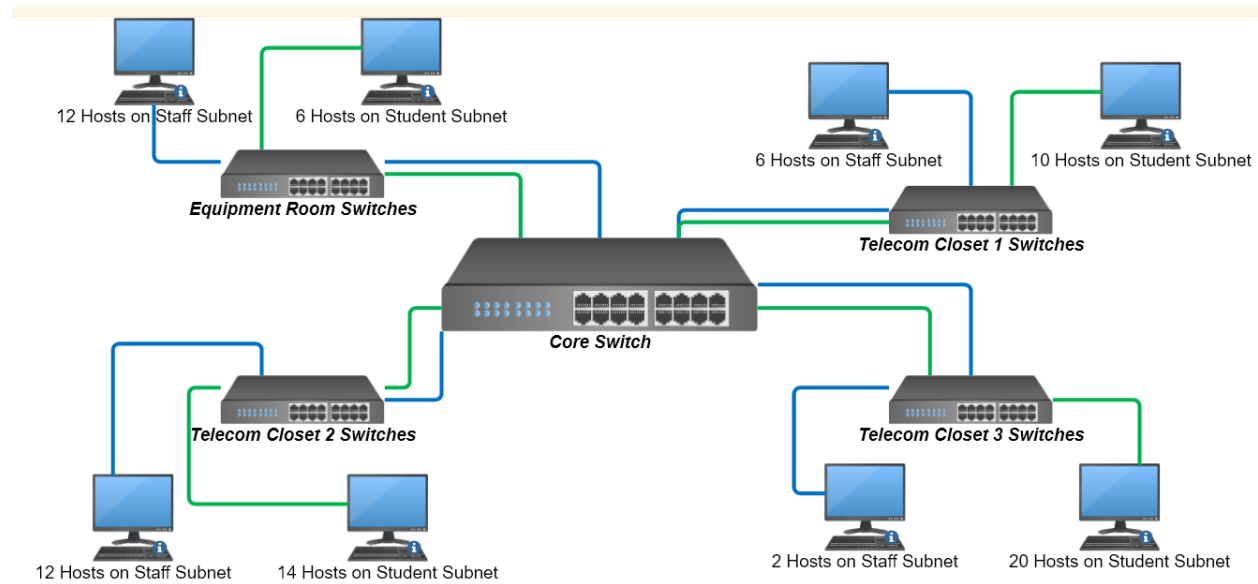 12 Hosts on Staff Subnet
6 Hosts on Student Subnet
Equipment Room Switches
6 Hosts on Staff Subnet
10 Hosts on Student Subnet
Telecom Closet 1 Switches
Core Switch
Telecom Closet 2 Switches
Telecom Closet 3 Switches
12 Hosts on Staff Subnet
14 Hosts on Student Subnet
2 Hosts on Staff Subnet
20 Hosts on Student Subnet